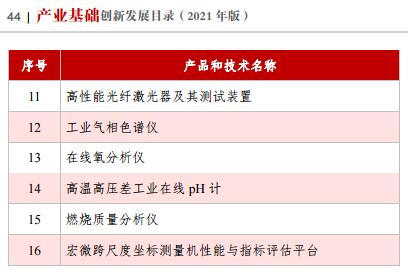 44 | 产业基础创新发展目录（2021 年版）
序号 产品和技术名称
11 高性能光纤激光器及其测试装置
12 工业气相色谱仪
13 在线氧分析仪
14 高温高压差工业在线 pH 计
15 燃烧质量分析仪
16 宏微跨尺度坐标测量机性能与指标评估平台